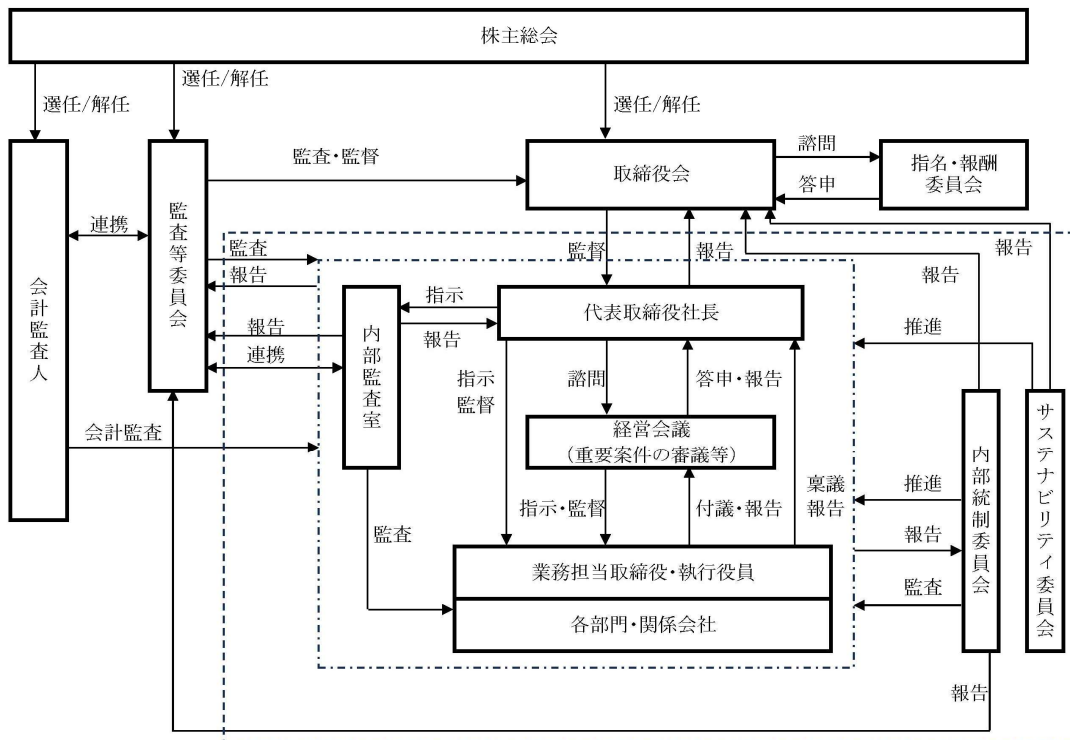 株主総会
選任/解任
選任/解任
選任/解任
監査・監督
取締役会
諮問
答申
指名・報酬
委員会
連携
監査等委員会
会計監査人
監査
報告
監督
報告
報告
報告
指示
報告
代表取締役社長
報告
連携
内部監査室
推進
指示
監督
諮問
答申・報告
経営会議
(重要案件の審議等)
会計監査
稟議
報告
指示・監督
付議・報告
監査
推進
報告
監査
内部統制委員会
サステナビリティ委員会
業務担当取締役・執行役員
各部門・関係会社
報告